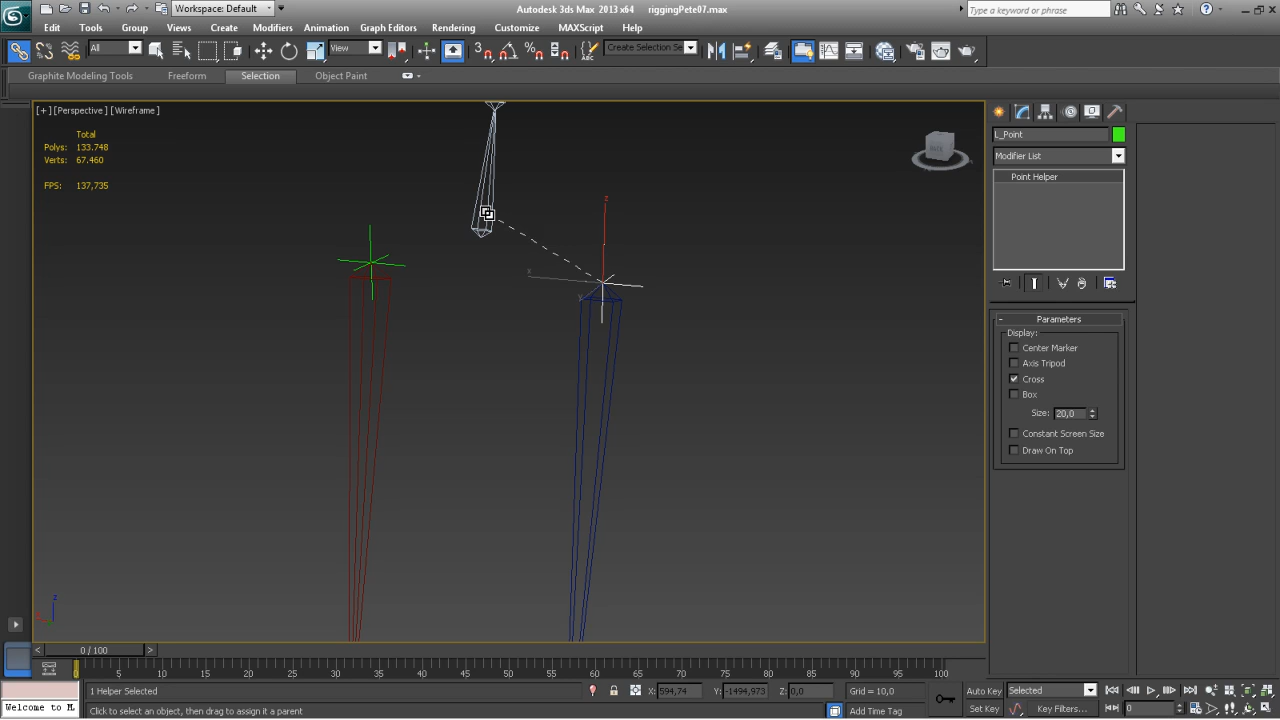 Workspace: Default
Autodesk 3ds Max 2013 x64
riggingPete07.max
Type a keyword or phrase
Edit Tools Group Views Create Modifiers Animation Graph Editors Rendering Customize MAXScript Help
All
View
Create Selection Se
Graphite Modeling Tools Freeform Selection Object Paint
[+] [Perspective] [Wireframe]
Total
Polys: 133.748
Verts: 67.460
FPS: 137,735
L_Point
Modifier List
Point Helper
Parameters
Display:
Center Marker
Axis Tripod
Cross
Box
Size: 20,0
Constant Screen Size
Draw On Top
z
x
z
0 / 100
0 5 10 15 20 25 30 35 40 45 50 55 60 65 70 75 80 85 90 95 100
1 Helper Selected
X: 594,74
Y: -1494,973
Z: 0,0
Grid = 10,0
Auto Key
Selected
Welcome to M
Click to select an object, then drag to assign it a parent
Add Time Tag
Set Key
Key Filters...
0